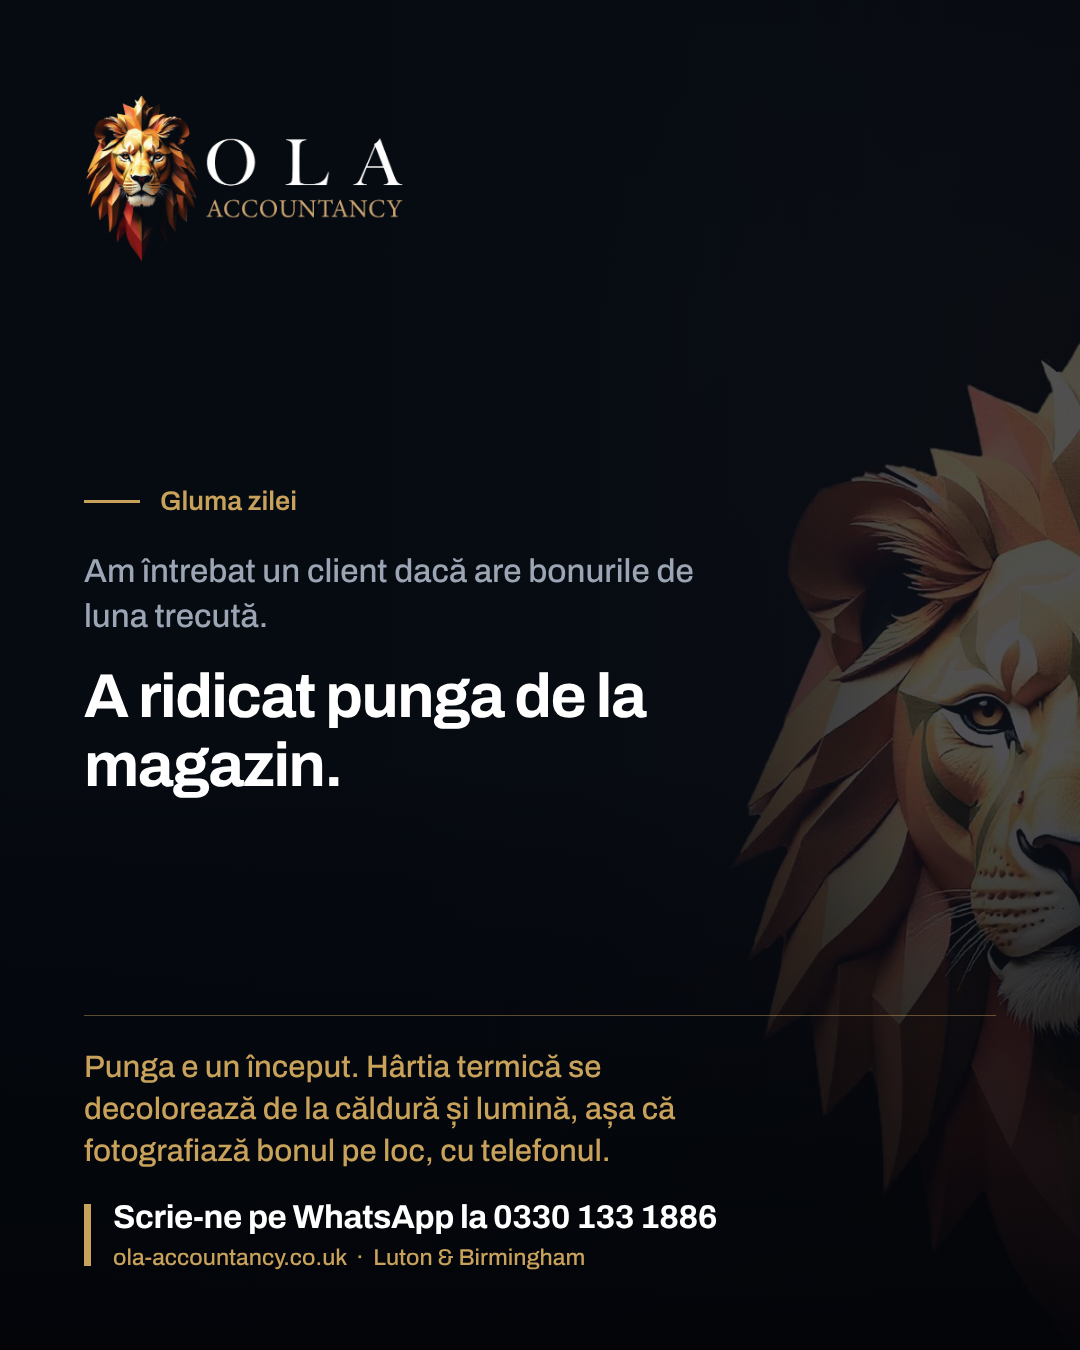 OLA
ACCOUNTANCY
Gluma zilei
Am întrebat un client dacă are bonurile de
luna trecută.
A ridicat punga de la
magazin.
Punga e un început. Hârtia termică se
decolorează de la căldură și lumină, așa că
fotografiază bonul pe loc, cu telefonul.
Scrie-ne pe WhatsApp la 0330 133 1886
ola-accountancy.co.uk · Luton & Birmingham